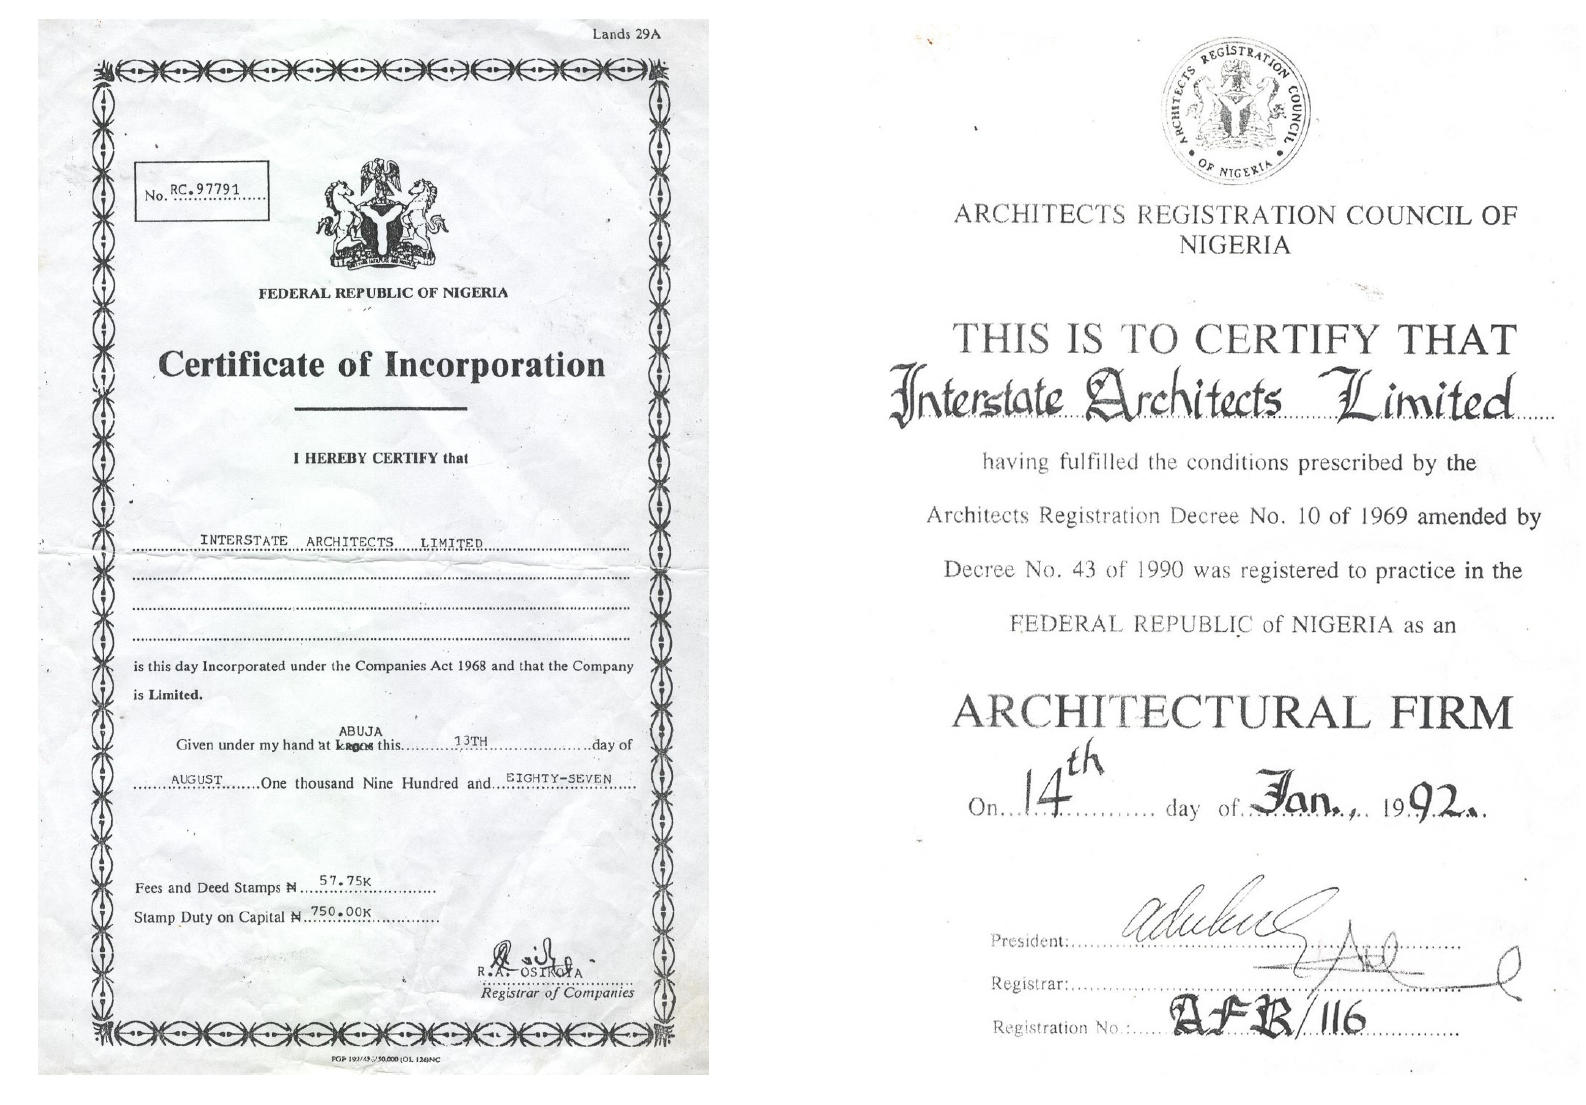 Lands 29A
No. RC.97791
FEDERAL REPUBLIC OF NIGERIA
Certificate of Incorporation
I HEREBY CERTIFY that
INTERSTATE ARCHITECTS LIMITED
is this day Incorporated under the Companies Act 1968 and that the Company
is Limited.
ABUJA
Given under my hand at Lagos this 13TH day of
AUGUST One thousand Nine Hundred and EIGHTY-SEVEN
Fees and Deed Stamps ₦ 57.75K
Stamp Duty on Capital ₦ 750.00K
R.A. OSIKOYA
Registrar of Companies
ARCHITECTS REGISTRATION COUNCIL
OF NIGERIA
ARCHITECTS REGISTRATION COUNCIL OF
NIGERIA
THIS IS TO CERTIFY THAT
Interstate Architects Limited
having fulfilled the conditions prescribed by the
Architects Registration Decree No. 10 of 1969 amended by
Decree No. 43 of 1990 was registered to practice in the
FEDERAL REPUBLIC of NIGERIA as an
ARCHITECTURAL FIRM
On 14th day of Jan., 1992.
President:
Registrar:
Registration No.: AFR/116